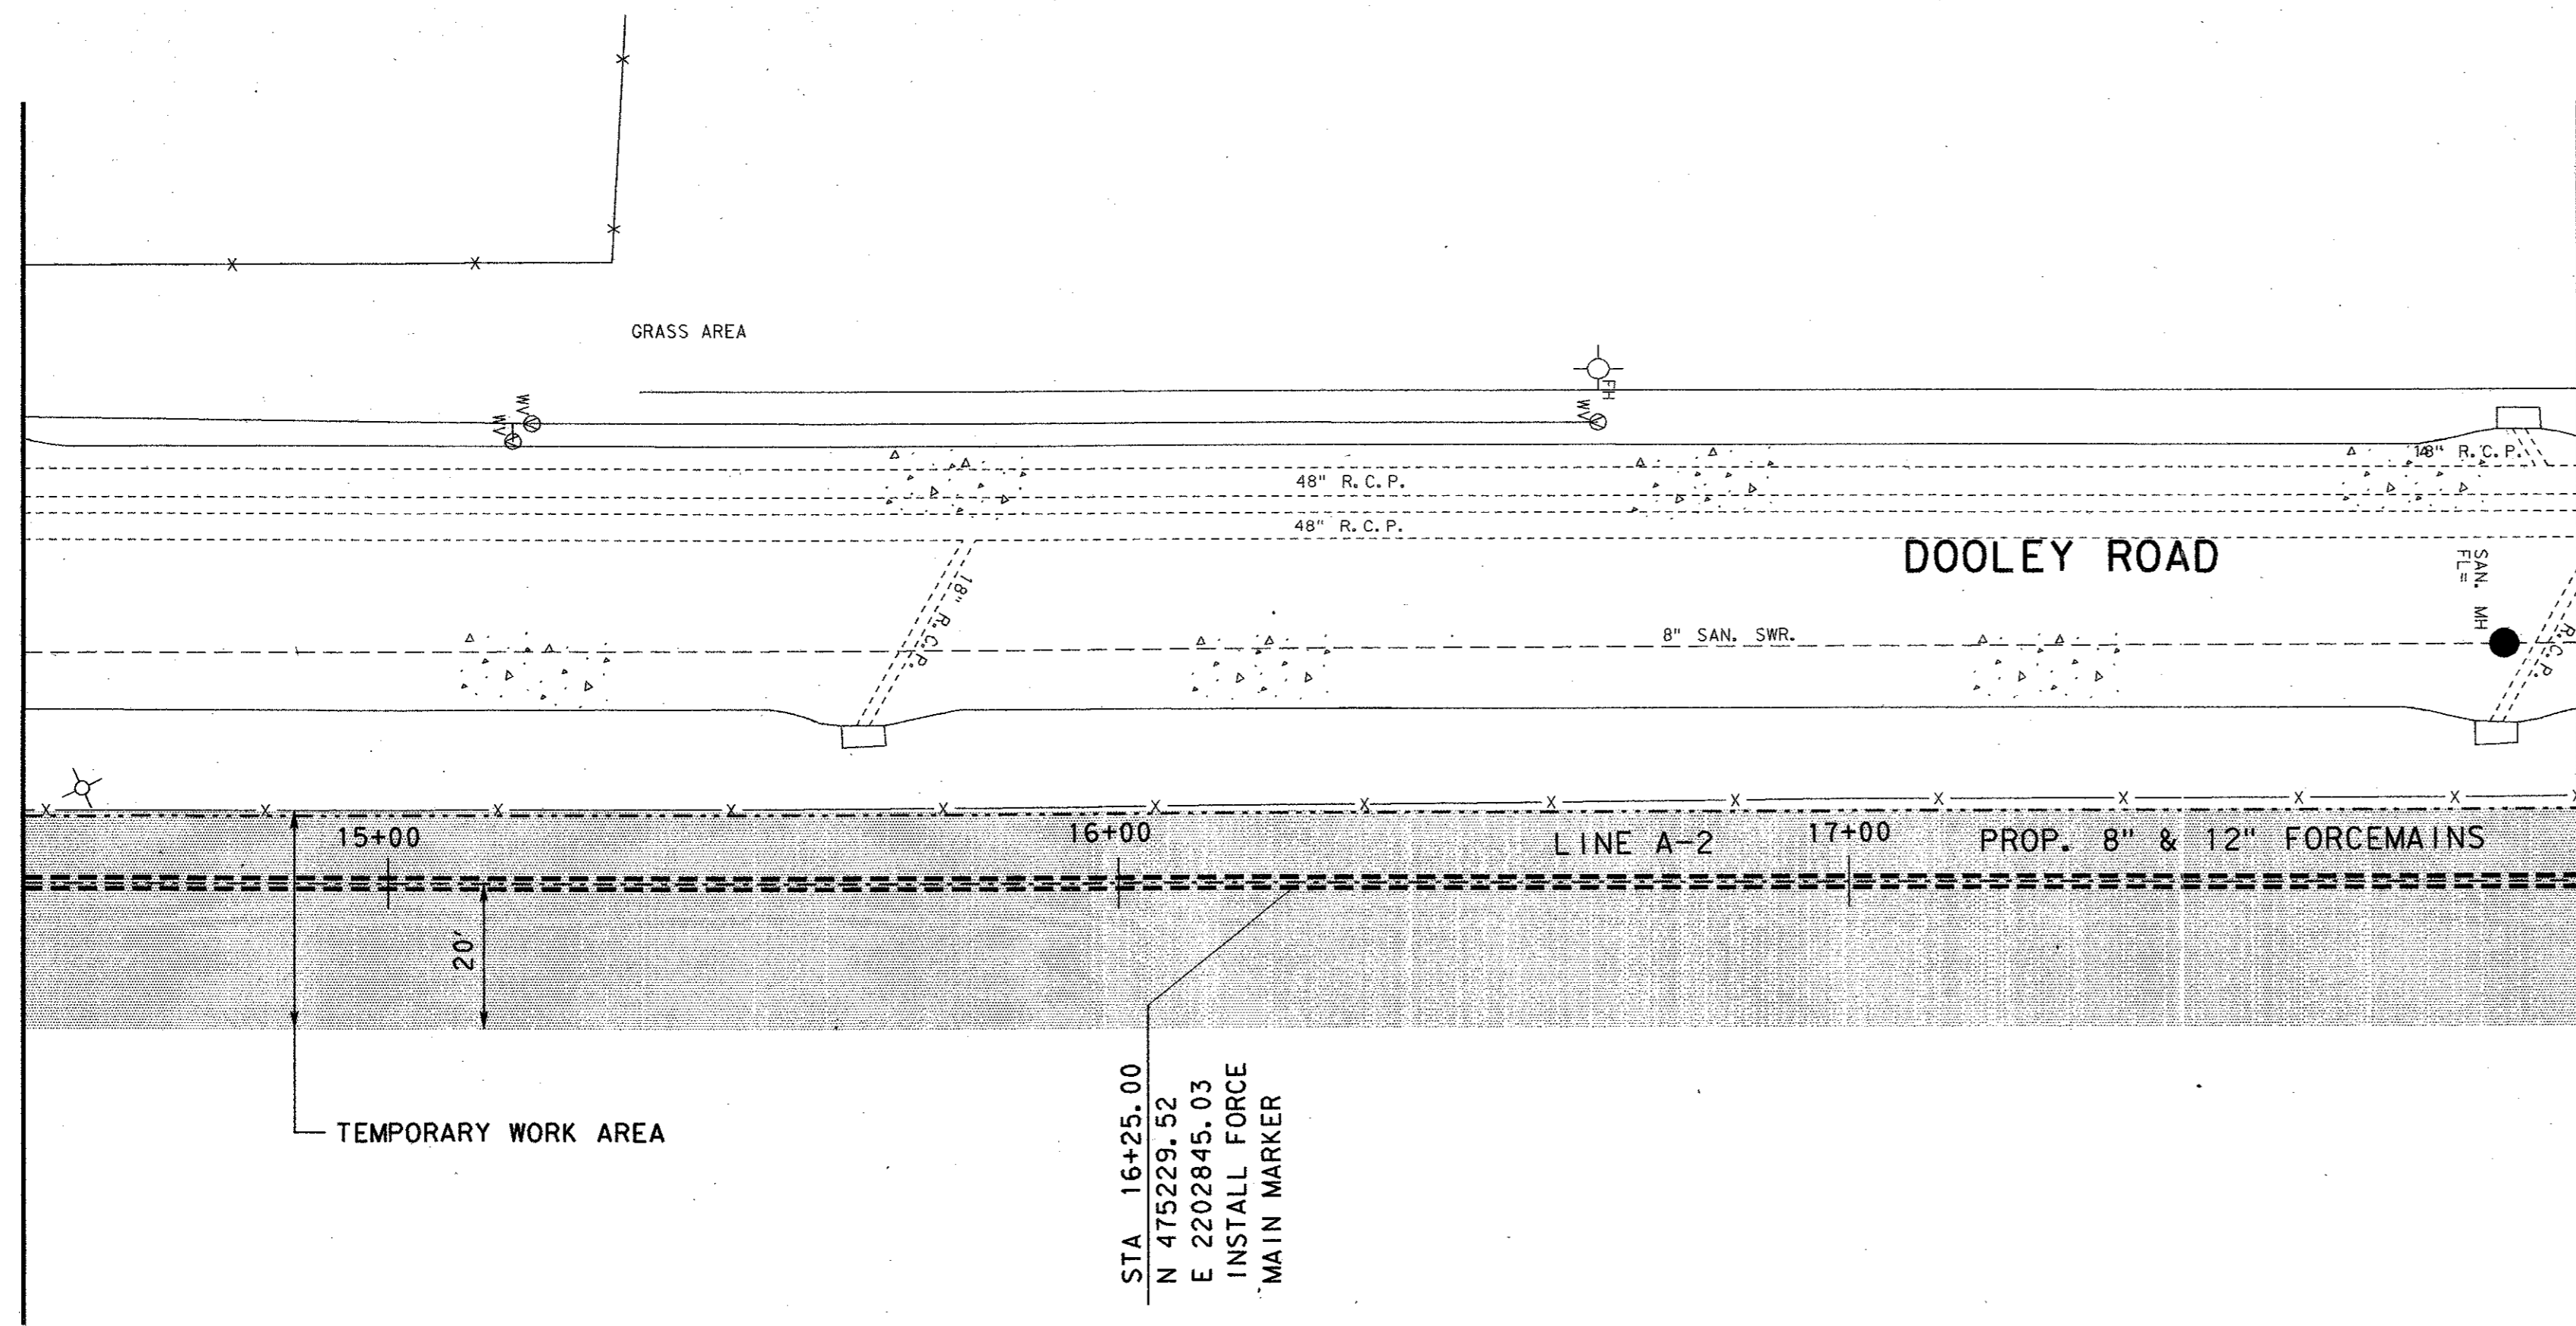 GRASS AREA
FH
WV
WV
WV
18" R.C.P.
48" R.C.P.
48" R.C.P.
DOOLEY ROAD
SAN. MH
FL=
18" R.C.P.
8" SAN. SWR.
R.C.P.
15+00
16+00
LINE A-2
17+00
PROP. 8" & 12" FORCEMAINS
20'
TEMPORARY WORK AREA
STA 16+25.00
N 4752229.52
E 2202845.03
INSTALL FORCE
MAIN MARKER